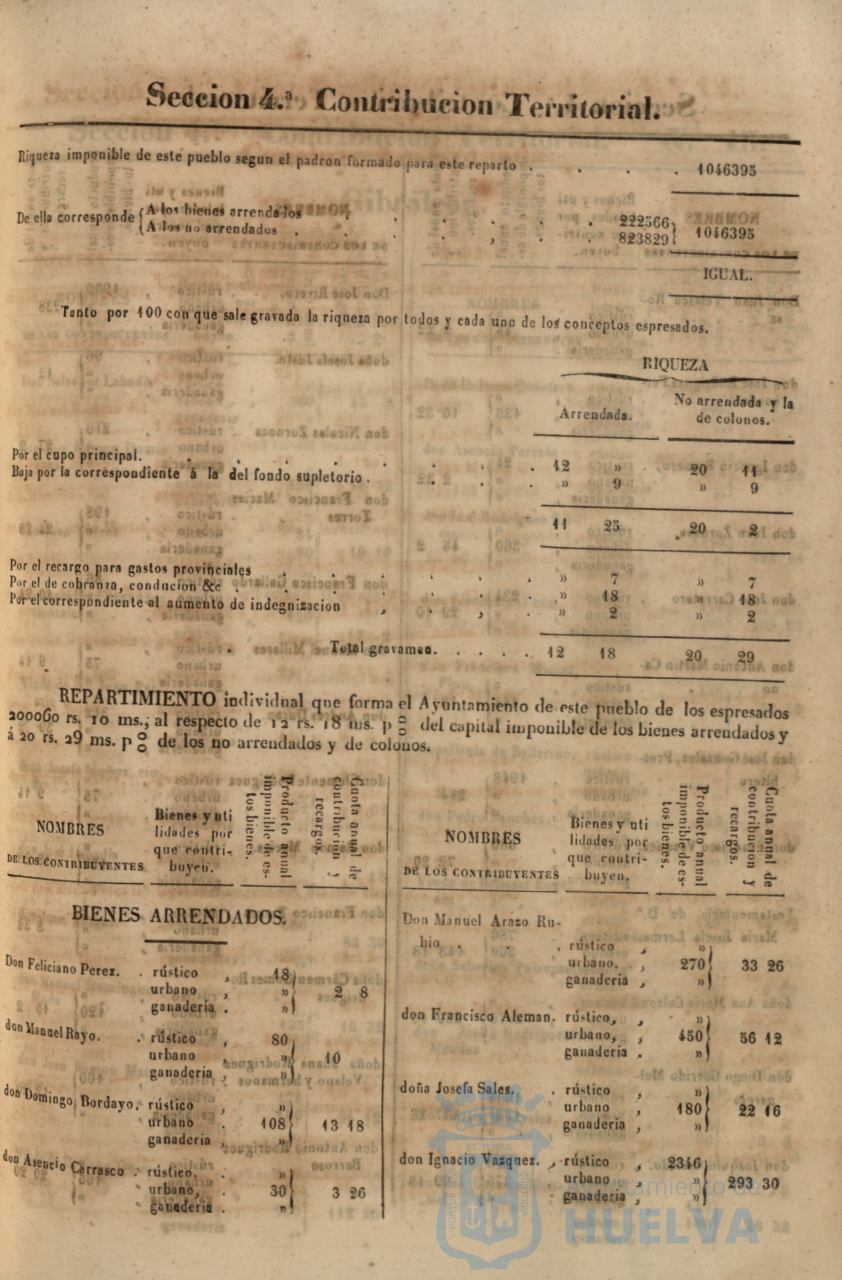 Seccion 4.ª Contribucion Territorial.
Riqueza imponible de este pueblo segun el padron formado para este reparto . . . . 1046395
De ella corresponde {A los bienes arrendados . . . . . 222566}
{A los no arrendados . . . . . 823829} 1046395
IGUAL.
Tanto por 100 con que sale gravada la riqueza por todos y cada uno de los conceptos espresados.
RIQUEZA
Arrendada. No arrendada y la de colonos.
Por el cupo principal. . . . . . . 12 » 20 11
Baja por la correspondiente á la del fondo supletorio . . . . » 9 » 9
11 25 20 2
Por el recargo para gastos provinciales . . . . . » 7 » 7
Por el de cobranza, conducion &c . . . . . . » 18 » 18
Por el correspondiente al aumento de indegnizacion , . , . » 2 » 2
Total gravamen. . . . . 12 18 20 29
REPARTIMIENTO individual que forma el Ayuntamiento de este pueblo de los espresados
200060 rs. 10 ms., al respecto de 12 rs. 18 ms. p o/o del capital imponible de los bienes arrendados y
á 20 rs. 29 ms. p o/o de los no arrendados y de colonos.
NOMBRES
DE LOS CONTRIBUYENTES
Bienes y uti
lidades por
que contri-
buyen.
Producto anual
imponible de es-
tos bienes.
Cuota anual de
contribucion y
recargos.
BIENES ARRENDADOS.
Don Feliciano Perez. . rústico , 18
urbano , » 2 8
ganadería . »
don Manuel Rayo. . rústico , 80
urbano , » 10
ganadería , »
don Domingo Bordayo. rústico , »
urbano . 108 13 18
ganadería , »
don Asencio Carrasco . rústico. , »
urbano, . 30 3 26
ganadería . »
NOMBRES
DE LOS CONTRIBUYENTES
Bienes y uti
lidades por
que contri-
buyen.
Producto anual
imponible de es-
tos bienes.
Cuota anual de
contribucion y
recargos.
Don Manuel Arazo Ru-
bio . . . rústico , »
urbano. , 270 33 26
ganadería , »
don Francisco Aleman. rústico, , »
urbano, , 450 56 12
ganadería . »
doña Josefa Sales. . rústico , »
urbano , 180 22 16
ganadería , »
don Ignacio Vazquez. , rústico , 2346
urbano, , » 293 30
ganadería , »
Ayuntamiento de
HUELVA